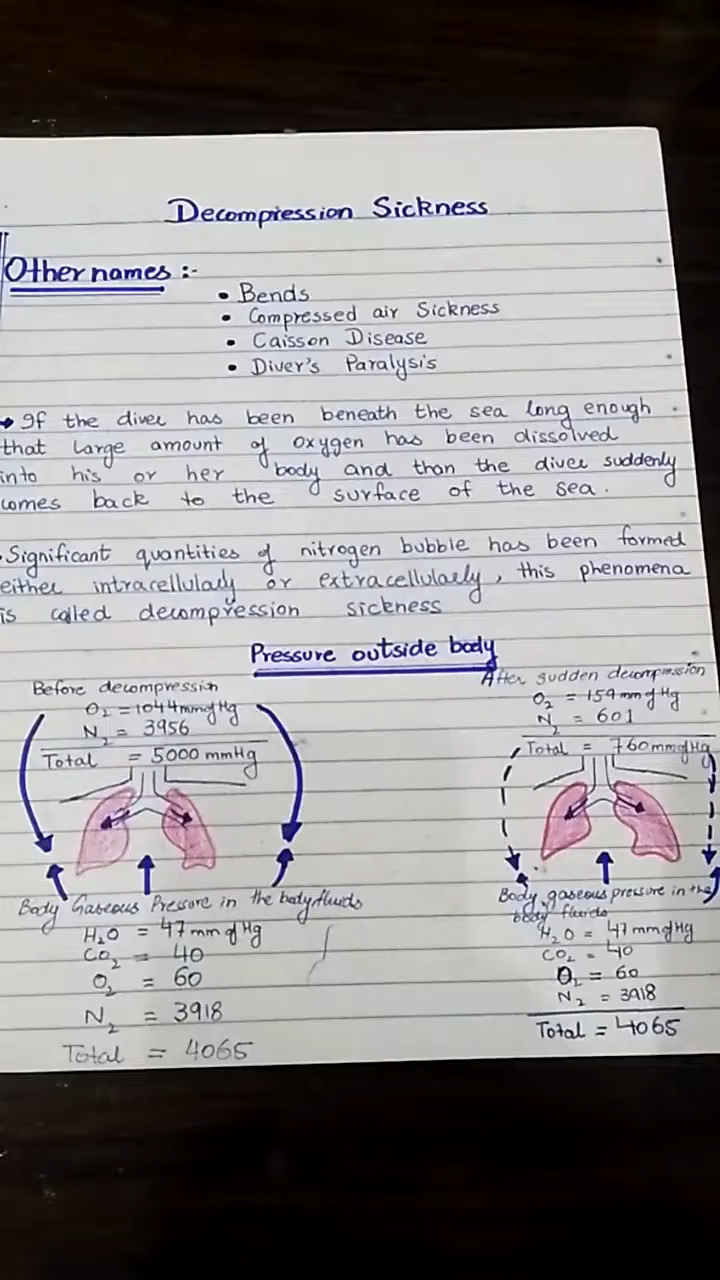 Decompression Sickness
Other names :-
• Bends
• Compressed air Sickness
• Caisson Disease
• Diver's Paralysis
→ If the diver has been beneath the sea long enough
that large amount of oxygen has been dissolved
into his or her body and than the diver suddenly
comes back to the surface of the sea.
• Significant quantities of nitrogen bubble has been formed
either intracellularly or extracellularly, this phenomena
is called decompression sickness
Pressure outside body
Before decompression
O₂ = 1044 mm of Hg
N₂ = 3956
Total = 5000 mmHg
Body Gaseous Pressure in the body fluids
H₂O = 47 mm of Hg
CO₂ = 40
O₂ = 60
N₂ = 3918
Total = 4065
After sudden decompression
O₂ = 159 mm of Hg
N₂ = 601
Total = 760 mm of Hg
Body gaseous pressure in the
body fluids
H₂O = 47 mm of Hg
CO₂ = 40
O₂ = 60
N₂ = 3918
Total = 4065